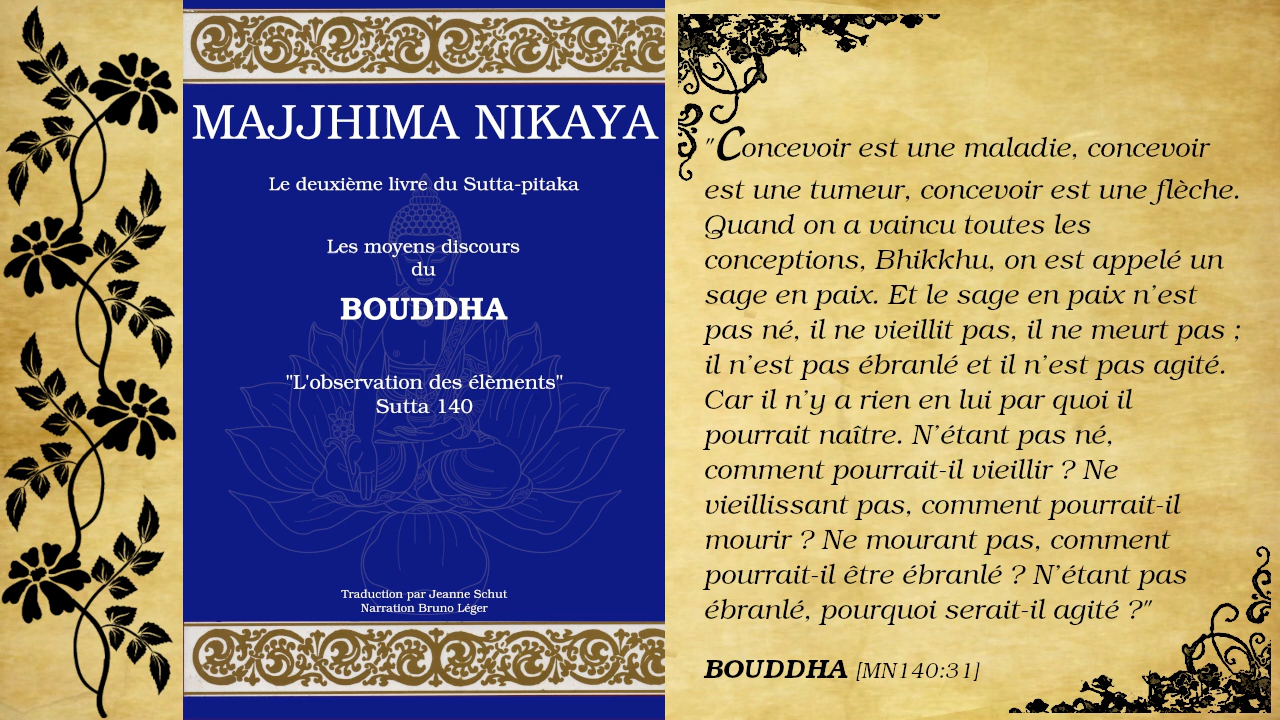 MAJJHIMA NIKAYA
Le deuxième livre du Sutta-pitaka
Les moyens discours
du
BOUDDHA
"L'observation des élèments"
Sutta 140
Traduction par Jeanne Schut
Narration Bruno Léger
"Concevoir est une maladie, concevoir
est une tumeur, concevoir est une flèche.
Quand on a vaincu toutes les
conceptions, Bhikkhu, on est appelé un
sage en paix. Et le sage en paix n’est
pas né, il ne vieillit pas, il ne meurt pas ;
il n’est pas ébranlé et il n’est pas agité.
Car il n’y a rien en lui par quoi il
pourrait naître. N’étant pas né,
comment pourrait-il vieillir ? Ne
vieillissant pas, comment pourrait-il
mourir ? Ne mourant pas, comment
pourrait-il être ébranlé ? N’étant pas
ébranlé, pourquoi serait-il agité ?"
BOUDDHA [MN140:31]